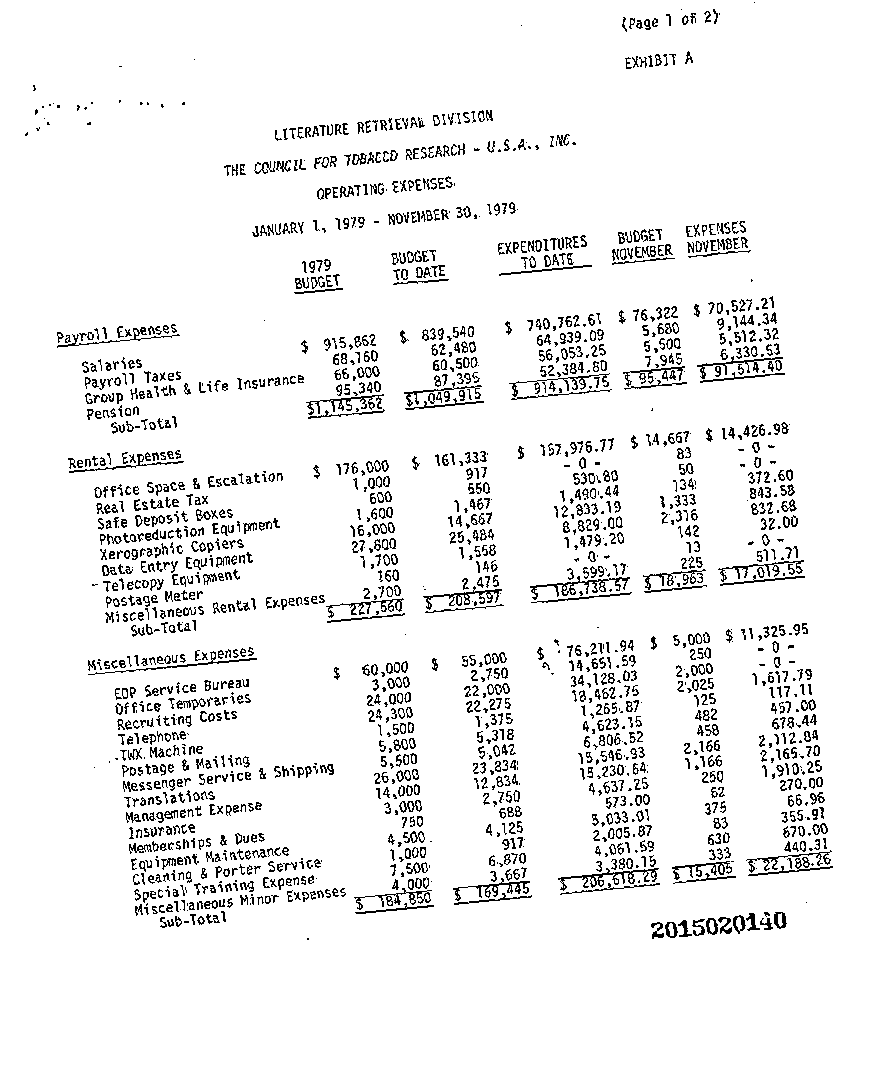 (Page 1 of 2)
EXHIBIT A
LITERATURE RETRIEVAL DIVISION
THE COUNCIL FOR TOBACCO RESEARCH - U.S.A., INC.
OPERATING EXPENSES
JANUARY 1, 1979 - NOVEMBER 30, 1979
1979 BUDGET BUDGET TO DATE EXPENDITURES TO DATE BUDGET NOVEMBER EXPENSES NOVEMBER
Payroll Expenses
Salaries $ 915,862 $ 839,540 $ 740,762.61 $ 76,322 $ 70,527.21
Payroll Taxes 68,160 62,480 64,939.09 5,680 9,144.34
Group Health & Life Insurance 66,000 60,500 56,053.25 5,500 5,512.32
Pension 95,340 87,395 52,384.80 7,945 6,330.53
Sub-Total $1,145,362 $1,049,915 $ 914,139.75 $ 95,447 $ 91,514.40
Rental Expenses
Office Space & Escalation $ 176,000 $ 161,333 $ 157,976.77 $ 14,667 $ 14,426.98
Real Estate Tax 1,000 917 - 0 - 83 - 0 -
Safe Deposit Boxes 600 550 530.80 50 - 0 -
Photoreduction Equipment 1,600 1,467 1,490.44 134 372.60
Xerographic Copiers 16,000 14,667 12,833.19 1,333 843.58
Data Entry Equipment 27,800 25,484 8,829.00 2,316 832.68
Telecopy Equipment 1,700 1,558 1,479.20 142 32.00
Postage Meter 160 146 - 0 - 13 - 0 -
Miscellaneous Rental Expenses 2,700 2,475 3,599.17 225 511.71
Sub-Total $ 227,560 $ 208,597 $ 186,738.57 $ 18,963 $ 17,019.55
Miscellaneous Expenses
EDP Service Bureau $ 60,000 $ 55,000 $ 76,211.94 $ 5,000 $ 11,325.95
Office Temporaries 3,000 2,750 14,651.59 250 - 0 -
Recruiting Costs 24,000 22,000 34,128.03 2,000 - 0 -
Telephone 24,300 22,275 18,462.76 2,025 1,617.79
TWX Machine 1,500 1,375 1,265.87 125 117.11
Postage & Mailing 5,800 5,318 4,623.15 482 457.00
Messenger Service & Shipping 5,500 5,042 6,806.52 458 678.44
Translations 26,000 23,834 15,546.93 2,166 2,112.84
Management Expense 14,000 12,834 15,230.64 1,166 2,165.70
Insurance 3,000 2,750 4,637.25 250 1,910.25
Memberships & Dues 750 688 573.00 62 270.00
Equipment Maintenance 4,500 4,125 5,033.01 375 66.96
Cleaning & Porter Service 1,000 917 2,005.87 83 355.91
Special Training Expense 7,500 6,870 4,061.59 630 670.00
Miscellaneous Minor Expenses 4,000 3,667 3,380.15 333 440.31
Sub-Total $ 184,850 $ 169,445 $ 206,618.29 $ 15,405 $ 22,188.26
2015020140